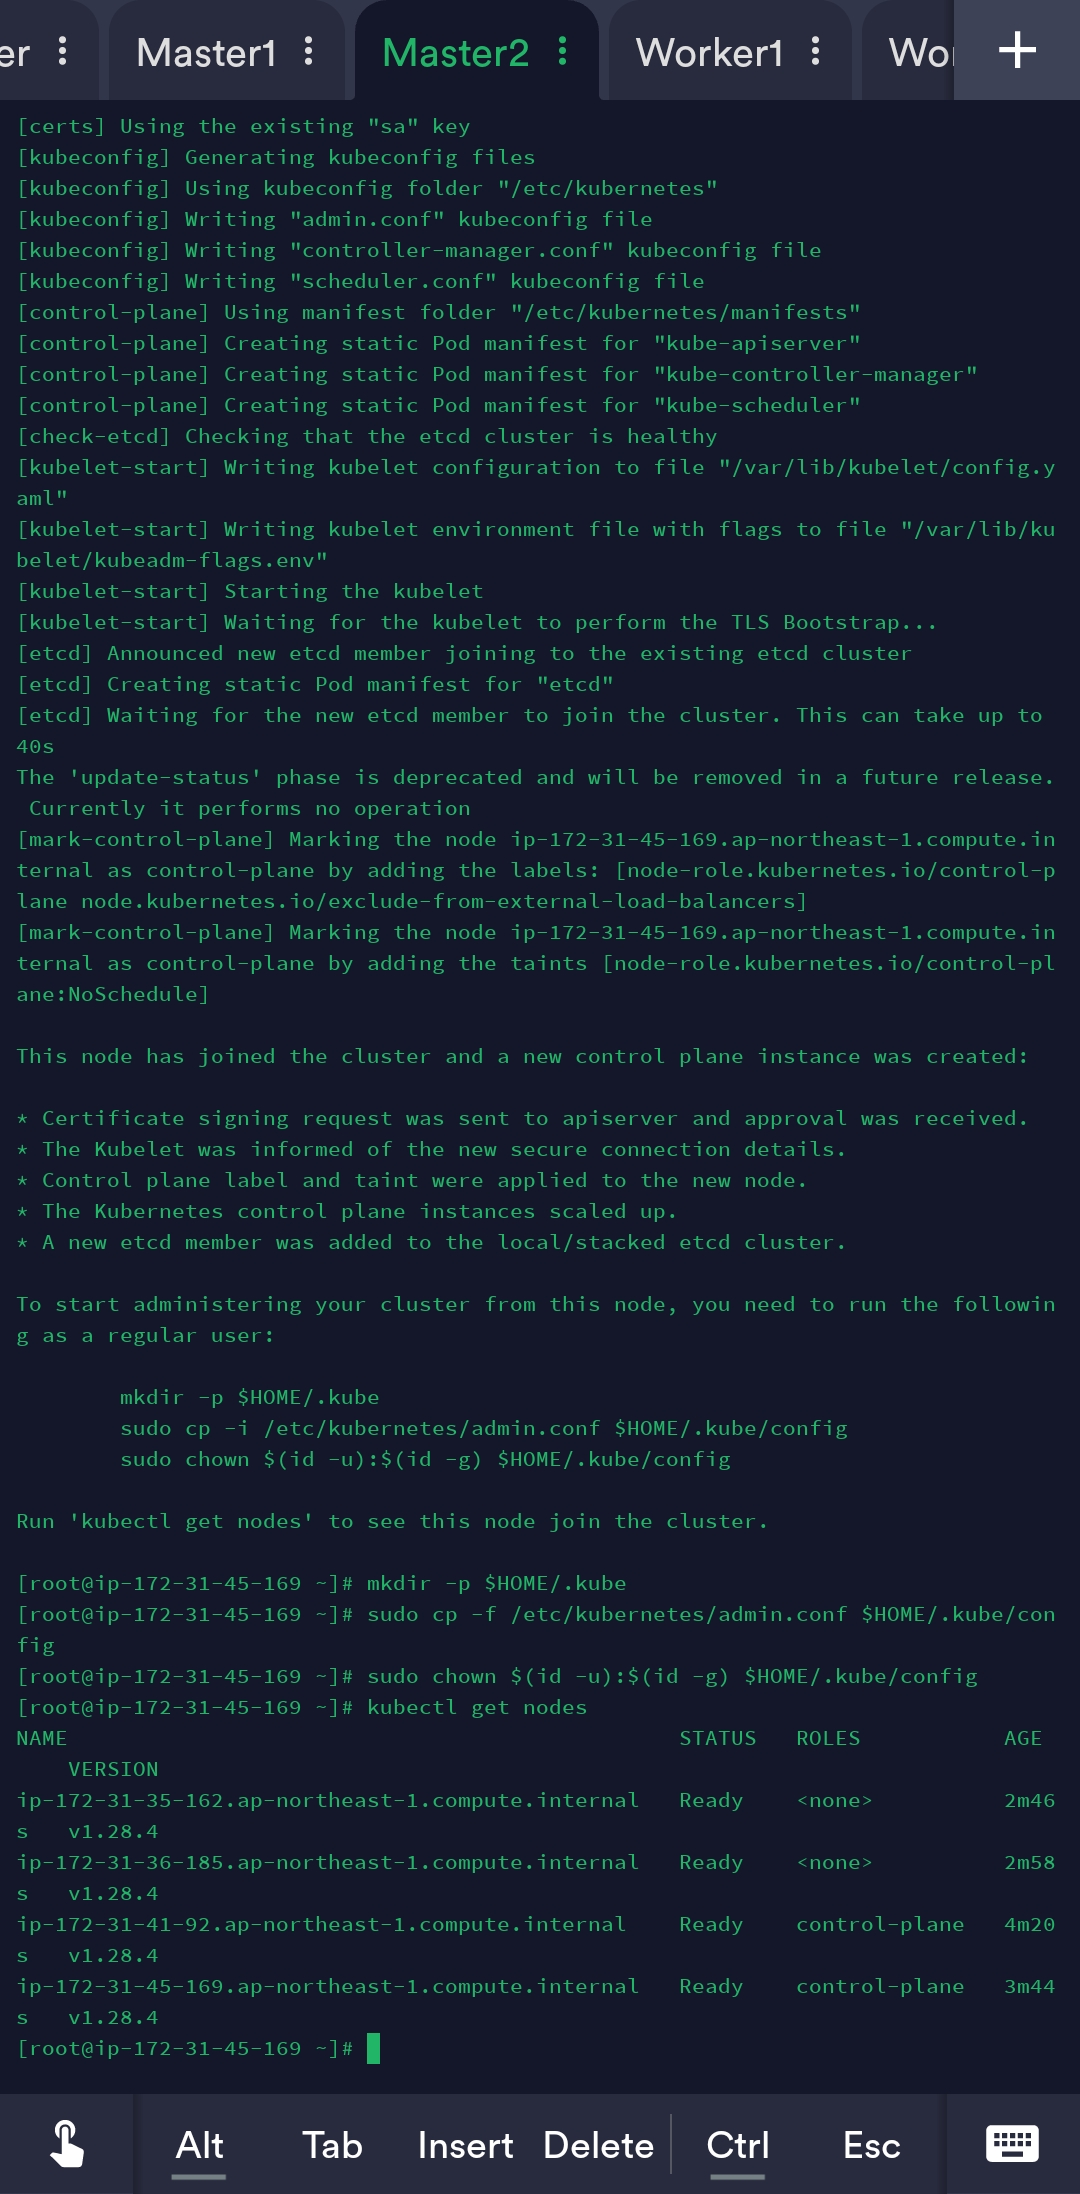 er Master1 Master2 Worker1 Wor
[certs] Using the existing "sa" key
[kubeconfig] Generating kubeconfig files
[kubeconfig] Using kubeconfig folder "/etc/kubernetes"
[kubeconfig] Writing "admin.conf" kubeconfig file
[kubeconfig] Writing "controller-manager.conf" kubeconfig file
[kubeconfig] Writing "scheduler.conf" kubeconfig file
[control-plane] Using manifest folder "/etc/kubernetes/manifests"
[control-plane] Creating static Pod manifest for "kube-apiserver"
[control-plane] Creating static Pod manifest for "kube-controller-manager"
[control-plane] Creating static Pod manifest for "kube-scheduler"
[check-etcd] Checking that the etcd cluster is healthy
[kubelet-start] Writing kubelet configuration to file "/var/lib/kubelet/config.y
aml"
[kubelet-start] Writing kubelet environment file with flags to file "/var/lib/ku
belet/kubeadm-flags.env"
[kubelet-start] Starting the kubelet
[kubelet-start] Waiting for the kubelet to perform the TLS Bootstrap...
[etcd] Announced new etcd member joining to the existing etcd cluster
[etcd] Creating static Pod manifest for "etcd"
[etcd] Waiting for the new etcd member to join the cluster. This can take up to
40s
The 'update-status' phase is deprecated and will be removed in a future release.
 Currently it performs no operation
[mark-control-plane] Marking the node ip-172-31-45-169.ap-northeast-1.compute.in
ternal as control-plane by adding the labels: [node-role.kubernetes.io/control-p
lane node.kubernetes.io/exclude-from-external-load-balancers]
[mark-control-plane] Marking the node ip-172-31-45-169.ap-northeast-1.compute.in
ternal as control-plane by adding the taints [node-role.kubernetes.io/control-pl
ane:NoSchedule]

This node has joined the cluster and a new control plane instance was created:

* Certificate signing request was sent to apiserver and approval was received.
* The Kubelet was informed of the new secure connection details.
* Control plane label and taint were applied to the new node.
* The Kubernetes control plane instances scaled up.
* A new etcd member was added to the local/stacked etcd cluster.

To start administering your cluster from this node, you need to run the followin
g as a regular user:

        mkdir -p $HOME/.kube
        sudo cp -i /etc/kubernetes/admin.conf $HOME/.kube/config
        sudo chown $(id -u):$(id -g) $HOME/.kube/config

Run 'kubectl get nodes' to see this node join the cluster.

[root@ip-172-31-45-169 ~]# mkdir -p $HOME/.kube
[root@ip-172-31-45-169 ~]# sudo cp -f /etc/kubernetes/admin.conf $HOME/.kube/con
fig
[root@ip-172-31-45-169 ~]# sudo chown $(id -u):$(id -g) $HOME/.kube/config
[root@ip-172-31-45-169 ~]# kubectl get nodes
NAME                                               STATUS   ROLES           AGE
    VERSION
ip-172-31-35-162.ap-northeast-1.compute.internal   Ready    <none>          2m46
s   v1.28.4
ip-172-31-36-185.ap-northeast-1.compute.internal   Ready    <none>          2m58
s   v1.28.4
ip-172-31-41-92.ap-northeast-1.compute.internal    Ready    control-plane   4m20
s   v1.28.4
ip-172-31-45-169.ap-northeast-1.compute.internal   Ready    control-plane   3m44
s   v1.28.4
[root@ip-172-31-45-169 ~]#
Alt Tab Insert Delete Ctrl Esc